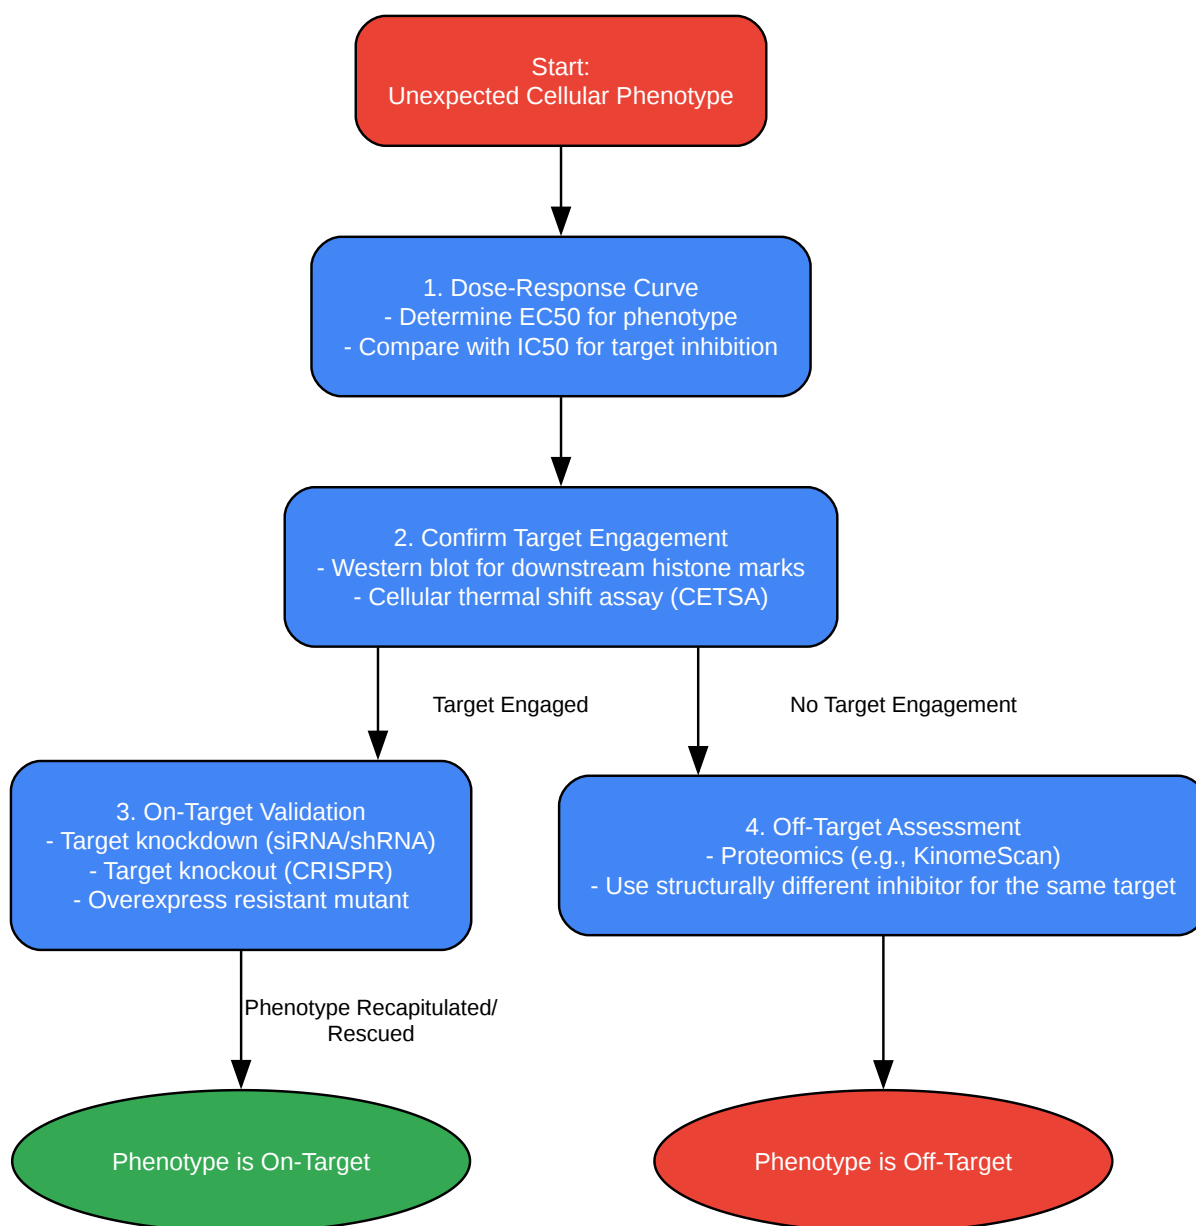 Start:
Unexpected Cellular Phenotype
1. Dose-Response Curve
- Determine EC50 for phenotype
- Compare with IC50 for target inhibition
2. Confirm Target Engagement
- Western blot for downstream histone marks
- Cellular thermal shift assay (CETSA)
Target Engaged
No Target Engagement
3. On-Target Validation
- Target knockdown (siRNA/shRNA)
- Target knockout (CRISPR)
- Overexpress resistant mutant
4. Off-Target Assessment
- Proteomics (e.g., KinomeScan)
- Use structurally different inhibitor for the same target
Phenotype Recapitulated/
Rescued
Phenotype is On-Target
Phenotype is Off-Target